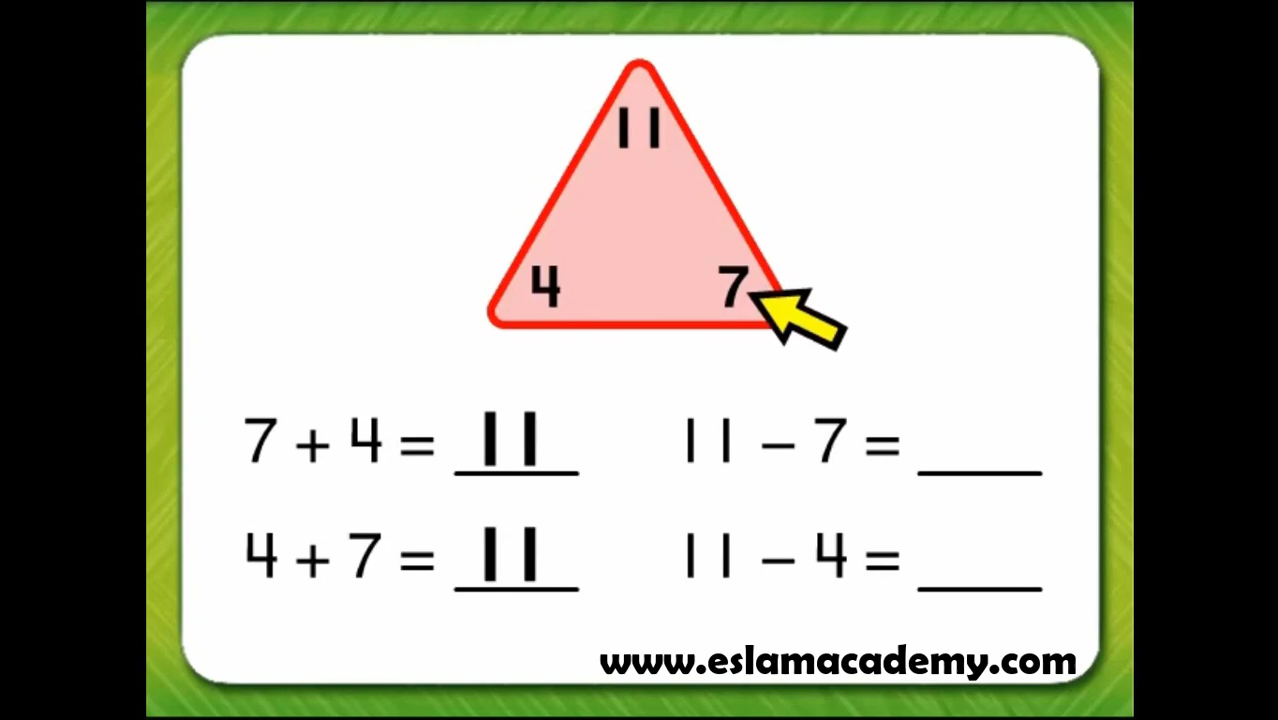 11
4 7
7 + 4 = 11 11 – 7 = ____
4 + 7 = 11 11 – 4 = ____
www.eslamacademy.com